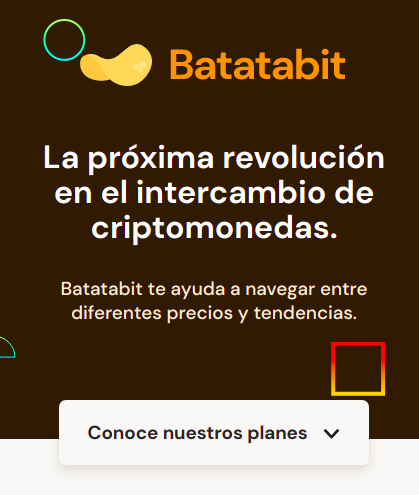 Batatabit
La próxima revolución
en el intercambio de
criptomonedas.
Batatabit te ayuda a navegar entre
diferentes precios y tendencias.
Conoce nuestros planes